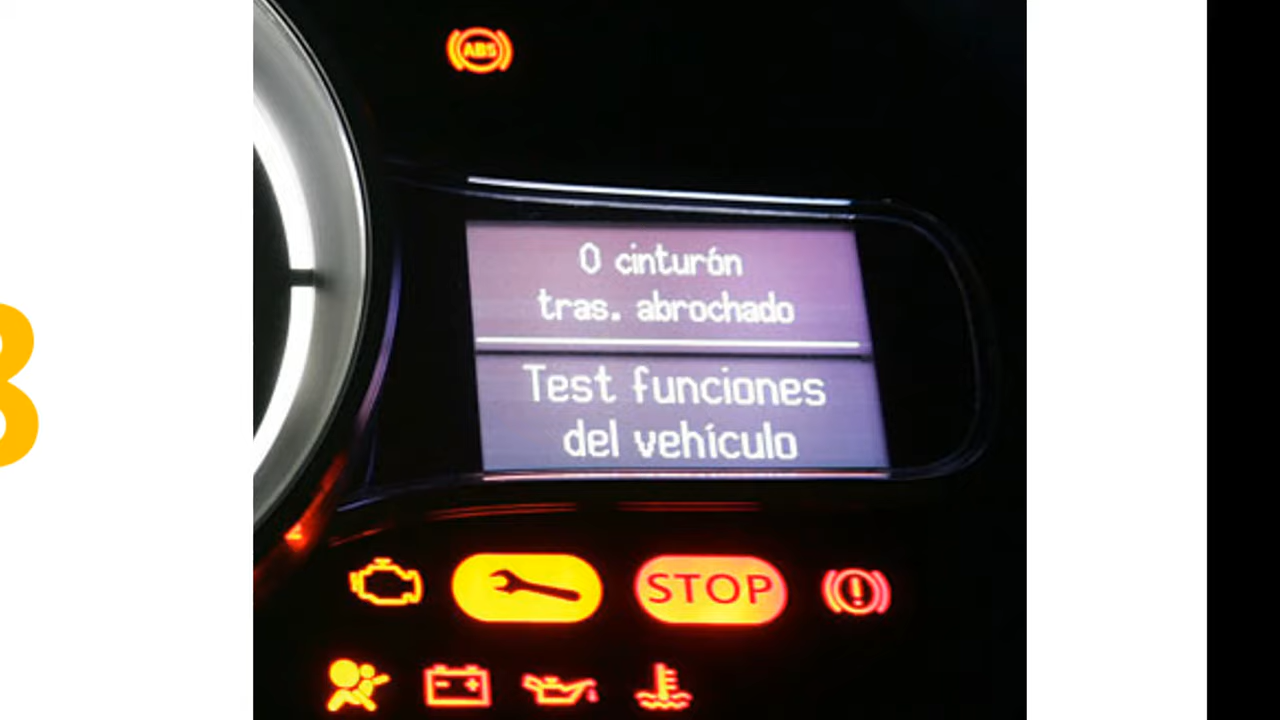 ABS
0 cinturón
tras. abrochado
Test funciones
del vehículo
STOP